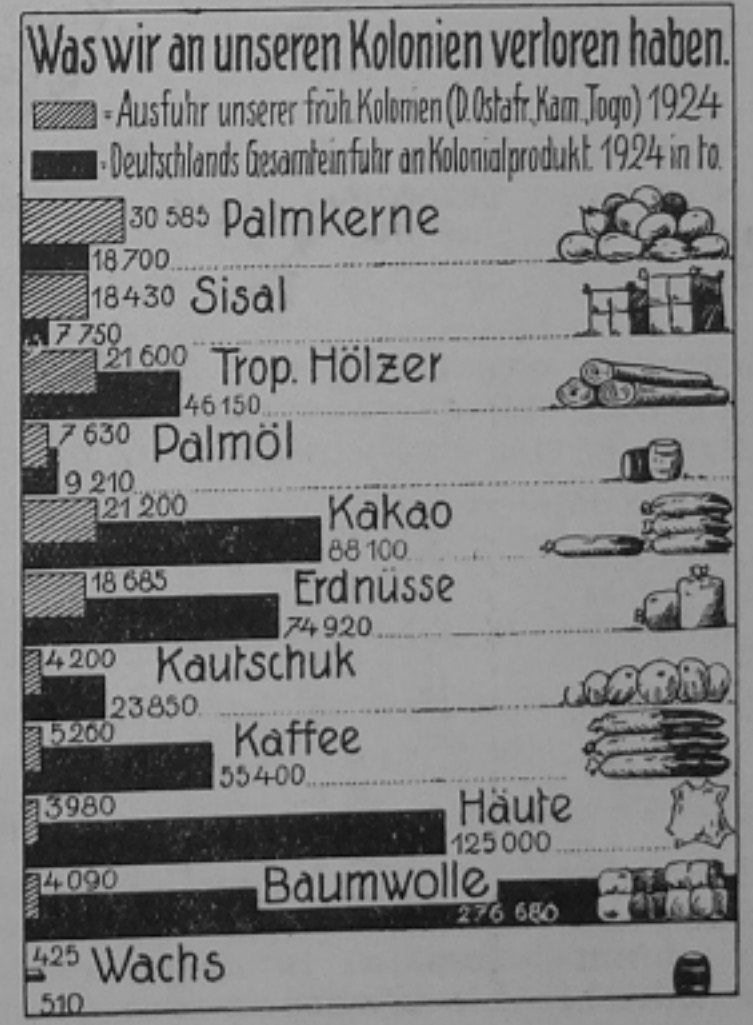 Was wir an unseren Kolonien verloren haben.
= Ausfuhr unserer früh. Kolonien (D. Ostafr., Kam., Togo) 1924
= Deutschlands Gesamteinfuhr an Kolonialprodukt. 1924 in to.
30 585 Palmkerne
18 700
18 430 Sisal
7 750
21 600 Trop. Hölzer
46 150
7 630 Palmöl
9 210
21 200 Kakao
88 100
18 685 Erdnüsse
74 920
4 200 Kautschuk
23 850
5 260 Kaffee
55 400
3980 Häute
125 000
4 090 Baumwolle
276 680
425 Wachs
510